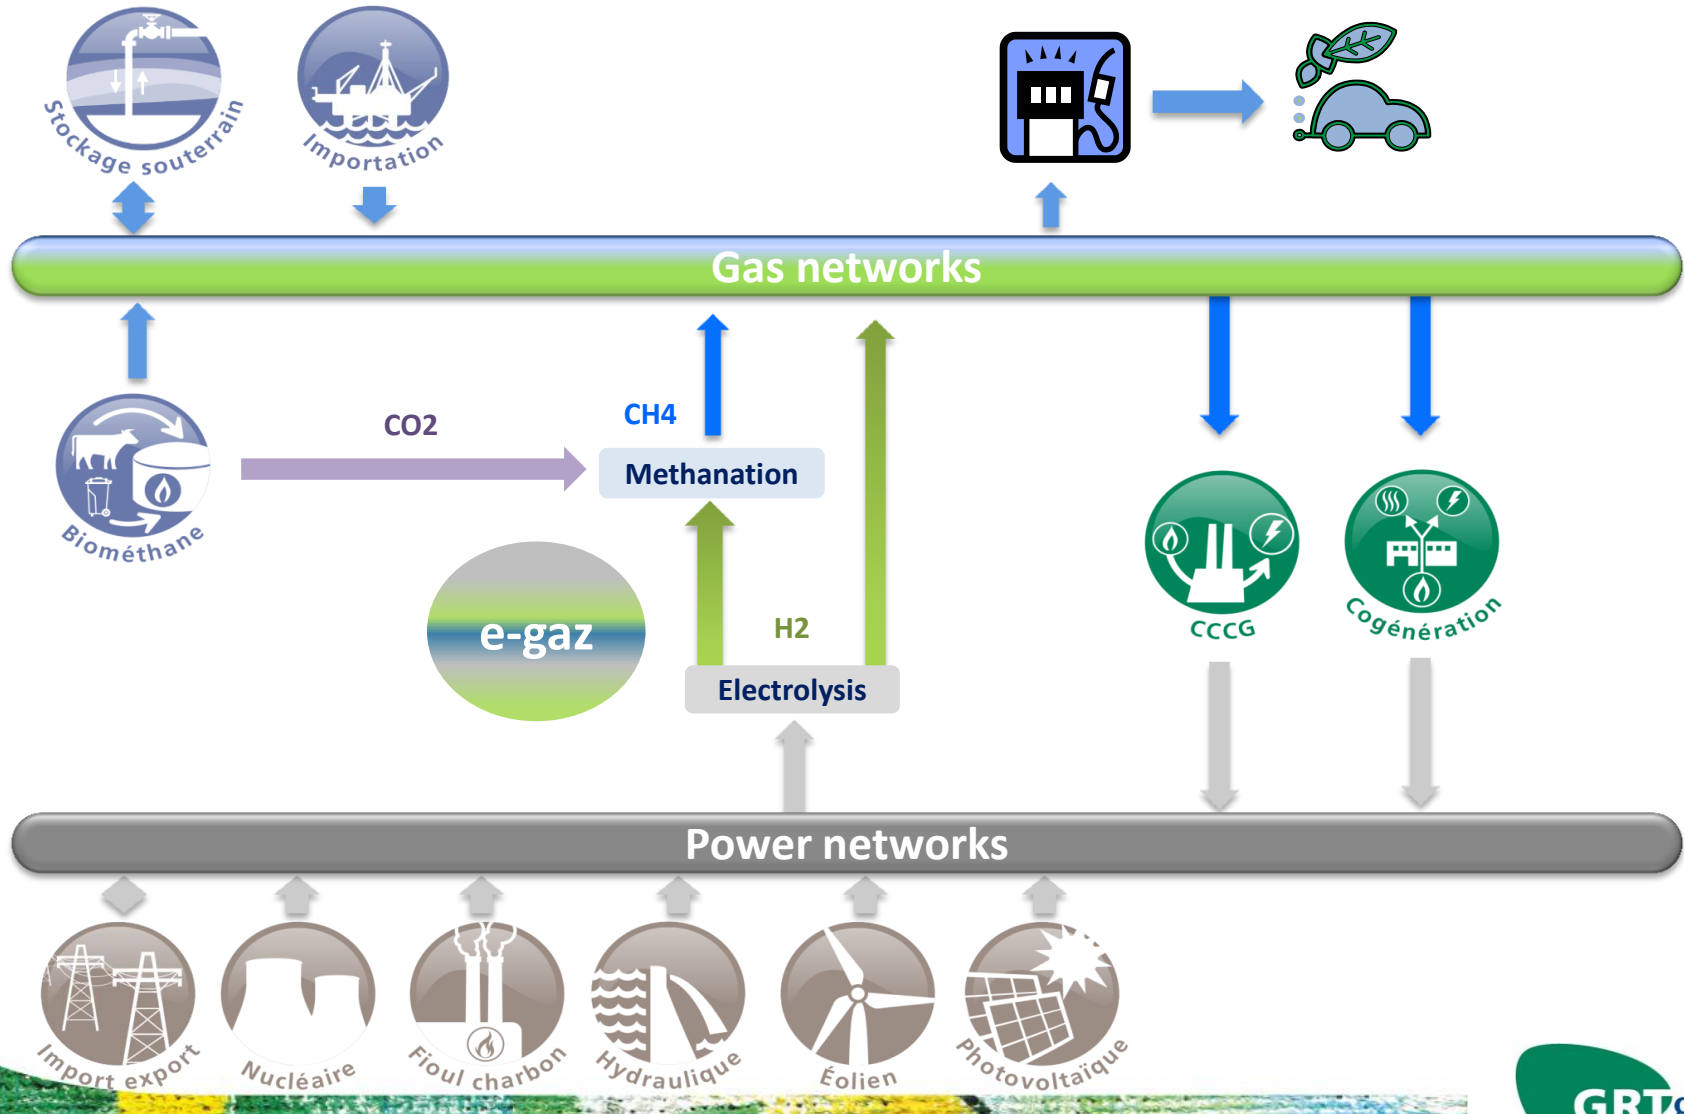 Stockage souterrain
Importation
Gas networks
CO2
CH4
Methanation
Biométhane
e-gaz
H2
Electrolysis
CCCG
Cogénération
Power networks
Import export
Nucléaire
Fioul charbon
Hydraulique
Éolien
Photovoltaïque
GRT